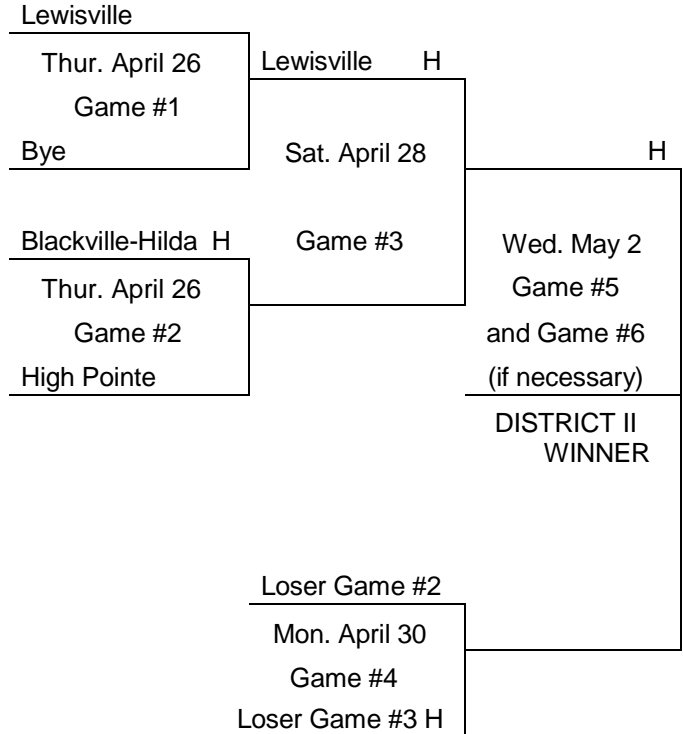 Lewisville
Thur. April 26
Game #1
Bye
Lewisville H
Sat. April 28
Game #3
Blackville-Hilda H
Thur. April 26
Game #2
High Pointe
H
Wed. May 2
Game #5
and Game #6
(if necessary)
DISTRICT II
WINNER
Loser Game #2
Mon. April 30
Game #4
Loser Game #3 H